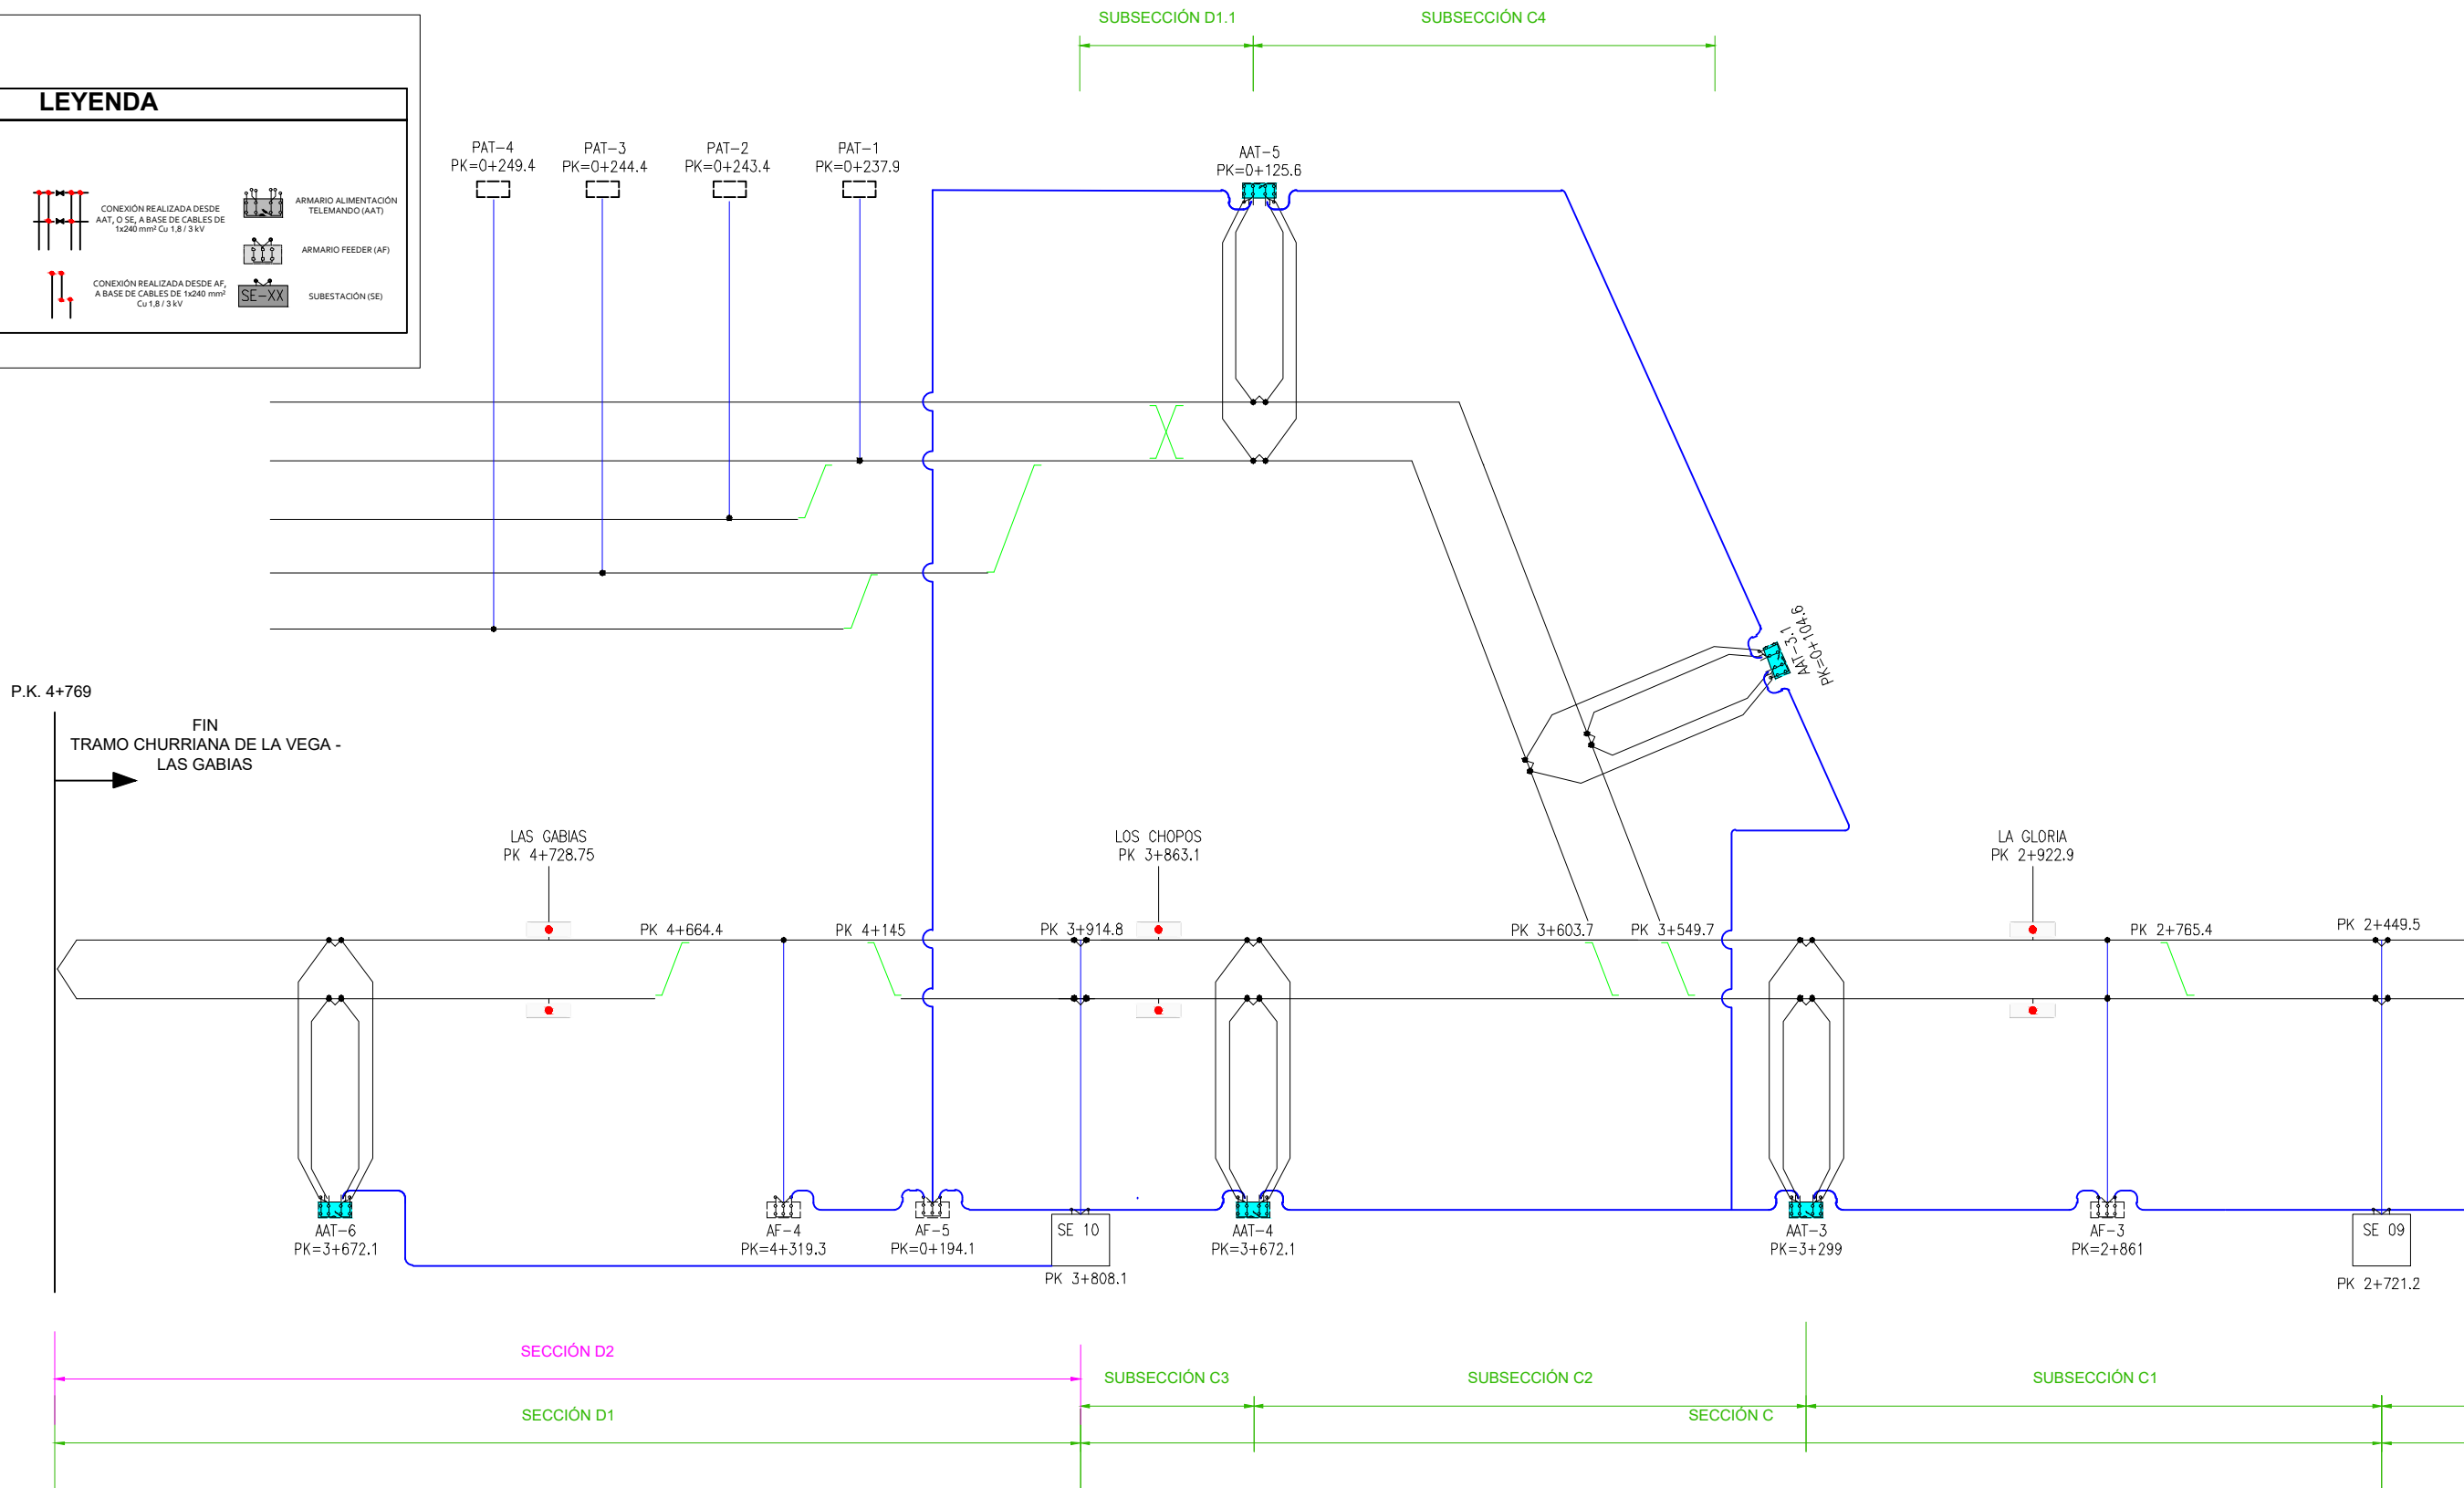 SUBSECCIÓN D1.1
SUBSECCIÓN C4
LEYENDA
CONEXIÓN REALIZADA DESDE
AAT, O SE, A BASE DE CABLES DE
1x240 mm² Cu 1,8 / 3 kV
ARMARIO ALIMENTACIÓN
TELEMANDO (AAT)
ARMARIO FEEDER (AF)
CONEXIÓN REALIZADA DESDE AF,
A BASE DE CABLES DE 1x240 mm²
Cu 1,8 / 3 kV
SE-XX
SUBESTACIÓN (SE)
PAT-4
PK=0+249.4
PAT-3
PK=0+244.4
PAT-2
PK=0+243.4
PAT-1
PK=0+237.9
AAT-5
PK=0+125.6
AAT-3.1
PK=0+104.6
P.K. 4+769
FIN
TRAMO CHURRIANA DE LA VEGA -
LAS GABIAS
LAS GABIAS
PK 4+728.75
LOS CHOPOS
PK 3+863.1
LA GLORIA
PK 2+922.9
PK 4+664.4
PK 4+145
PK 3+914.8
PK 3+603.7
PK 3+549.7
PK 2+765.4
PK 2+449.5
AAT-6
PK=3+672.1
AF-4
PK=4+319.3
AF-5
PK=0+194.1
SE 10
PK 3+808.1
AAT-4
PK=3+672.1
AAT-3
PK=3+299
AF-3
PK=2+861
SE 09
PK 2+721.2
SECCIÓN D2
SUBSECCIÓN C3
SUBSECCIÓN C2
SUBSECCIÓN C1
SECCIÓN D1
SECCIÓN C